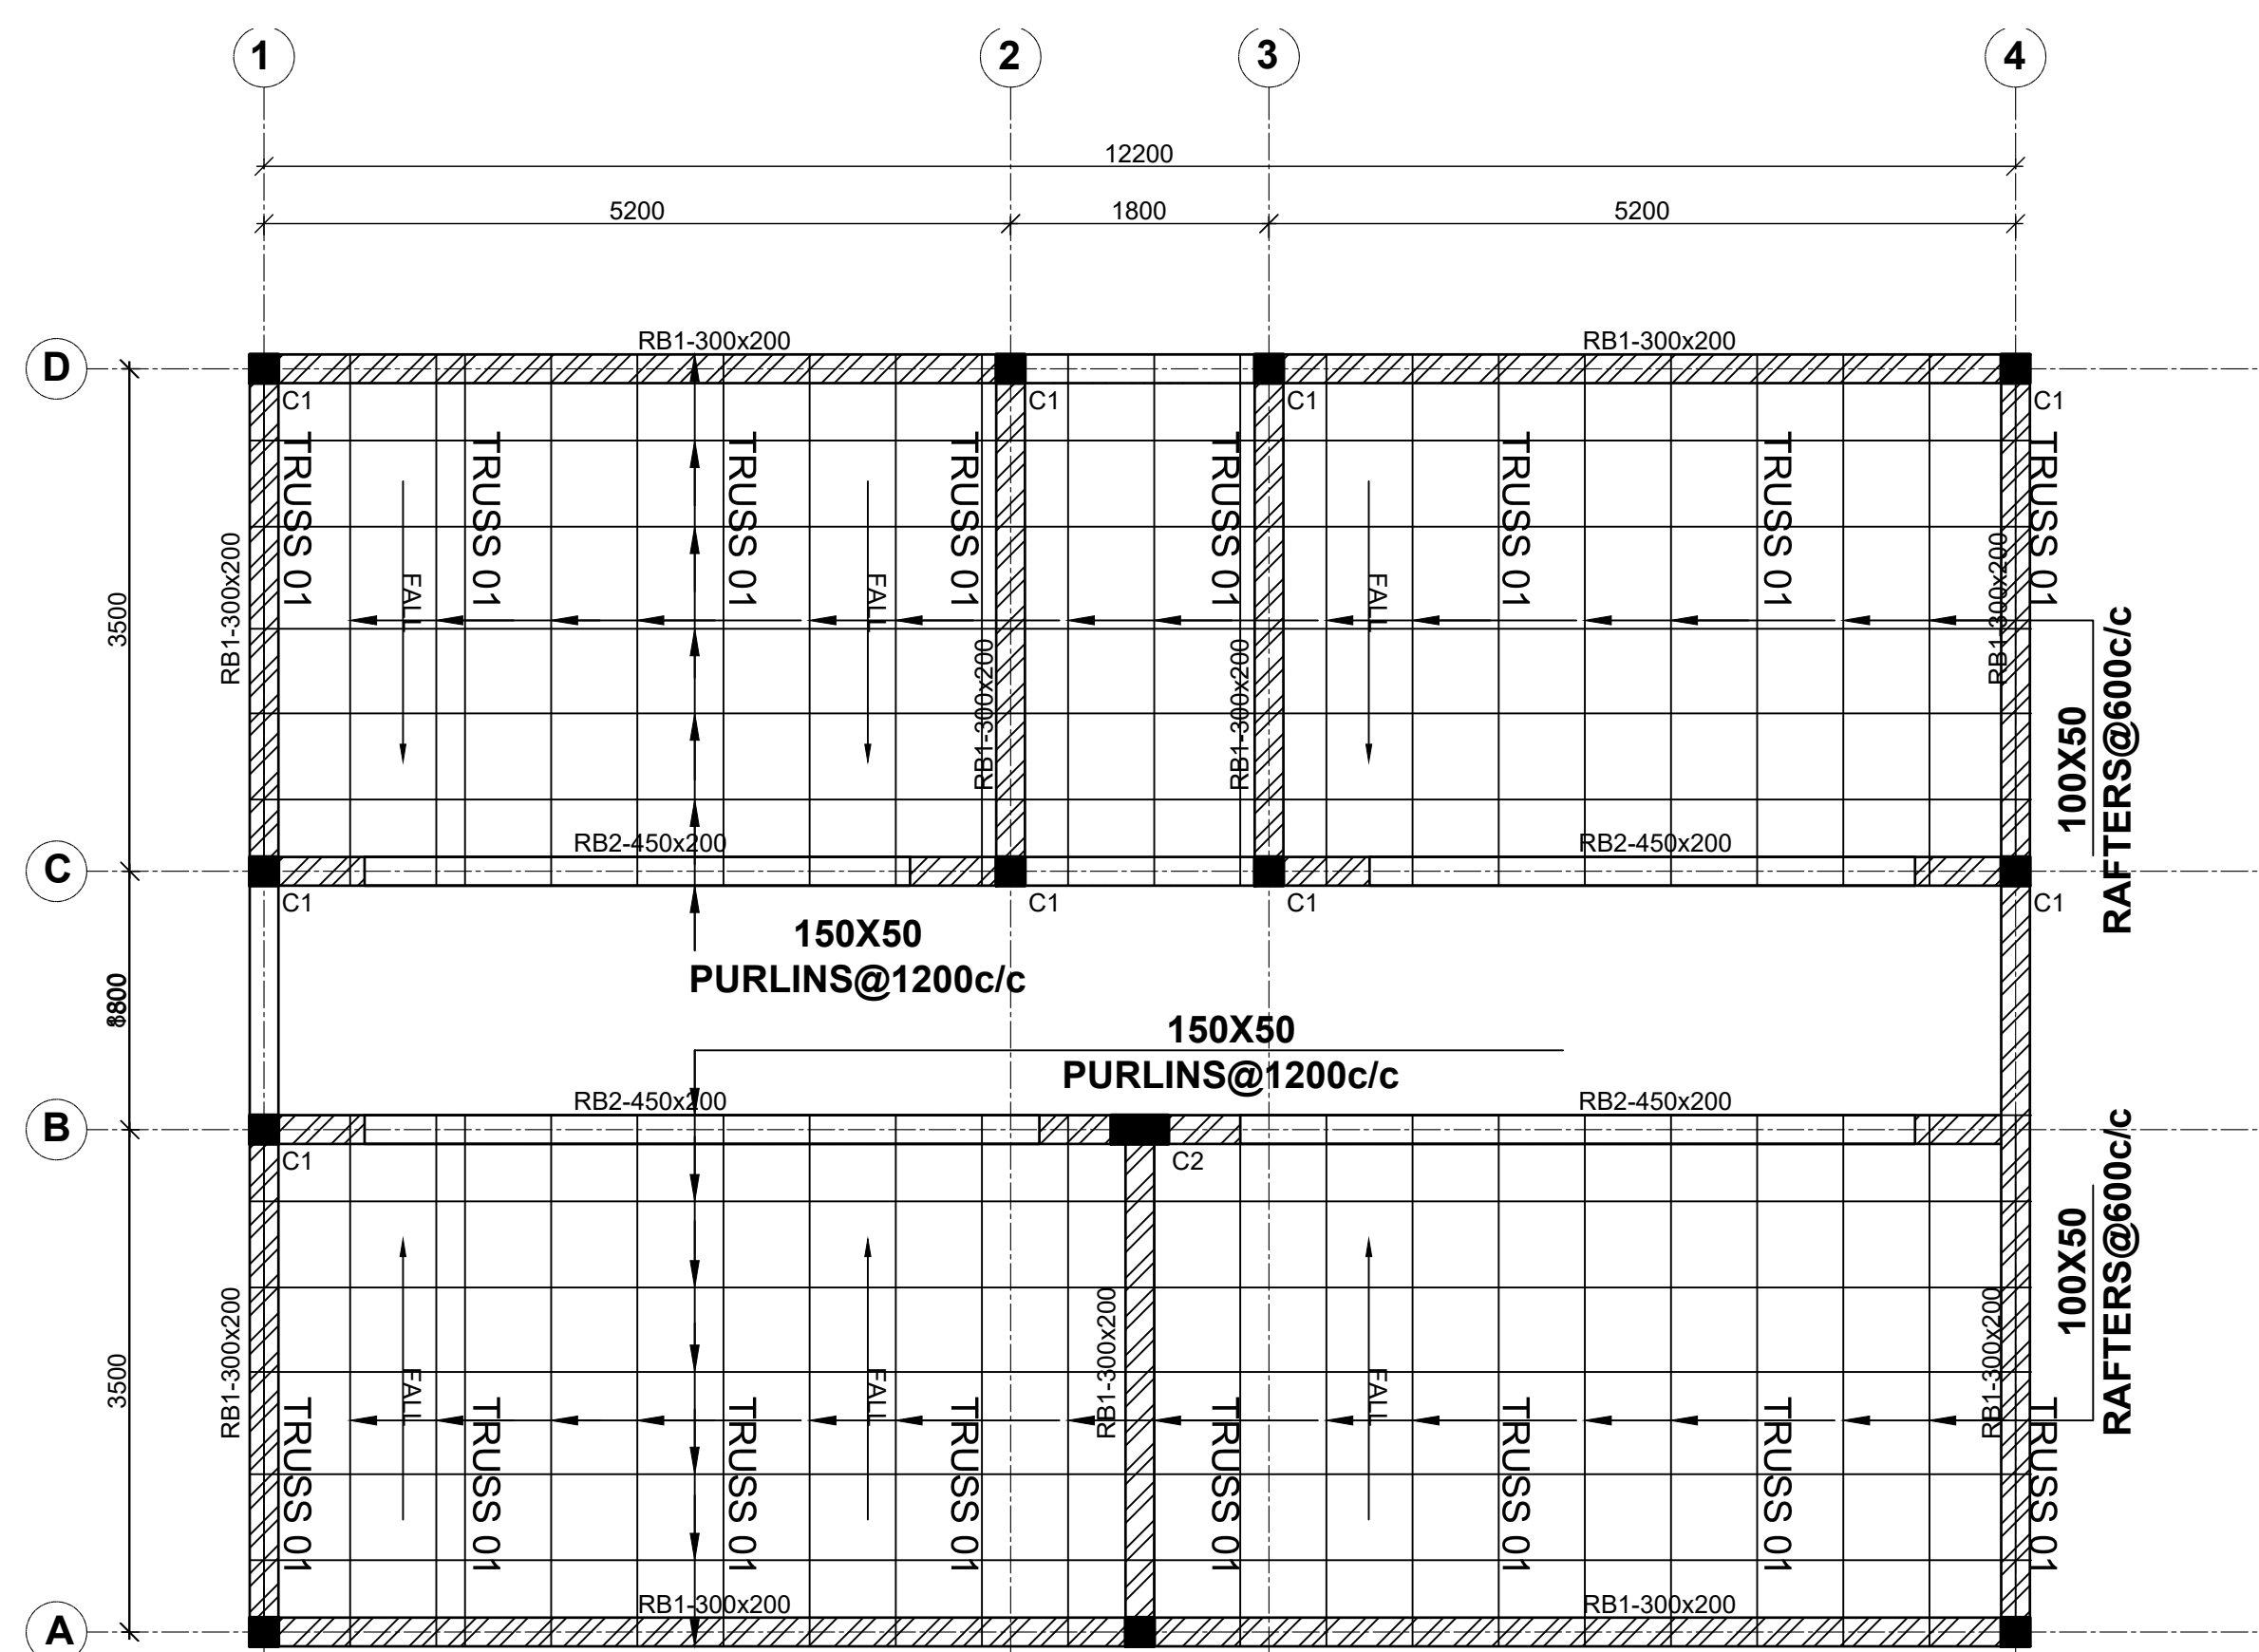 1
2
3
4
12200
5200
1800
5200
D
RB1-300x200
RB1-300x200
C1
C1
C1
C1
TRUSS 01
TRUSS 01
TRUSS 01
TRUSS 01
TRUSS 01
TRUSS 01
TRUSS 01
TRUSS 01
3500
RB1-300x200
FALL
FALL
RB1-300x200
RB1-300x200
FALL
RB1-300x200
100X50
RAFTERS@600c/c
C
RB2-450x200
RB2-450x200
C1
C1
C1
C1
150X50
PURLINS@1200c/c
150X50
PURLINS@1200c/c
B
RB2-450x200
RB2-450x200
C1
C2
3500
RB1-300x200
FALL
FALL
RB1-300x200
FALL
RB1-300x200
100X50
RAFTERS@600c/c
TRUSS 01
TRUSS 01
TRUSS 01
TRUSS 01
TRUSS 01
TRUSS 01
TRUSS 01
TRUSS 01
A
RB1-300x200
RB1-300x200